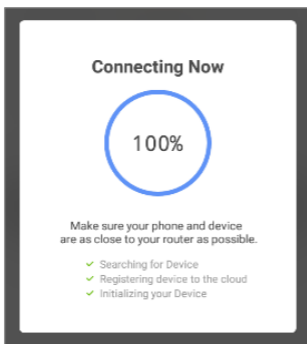 Connecting Now
100%
Make sure your phone and device
are as close to your router as possible.
Searching for Device
Registering device to the cloud
Initializing your Device